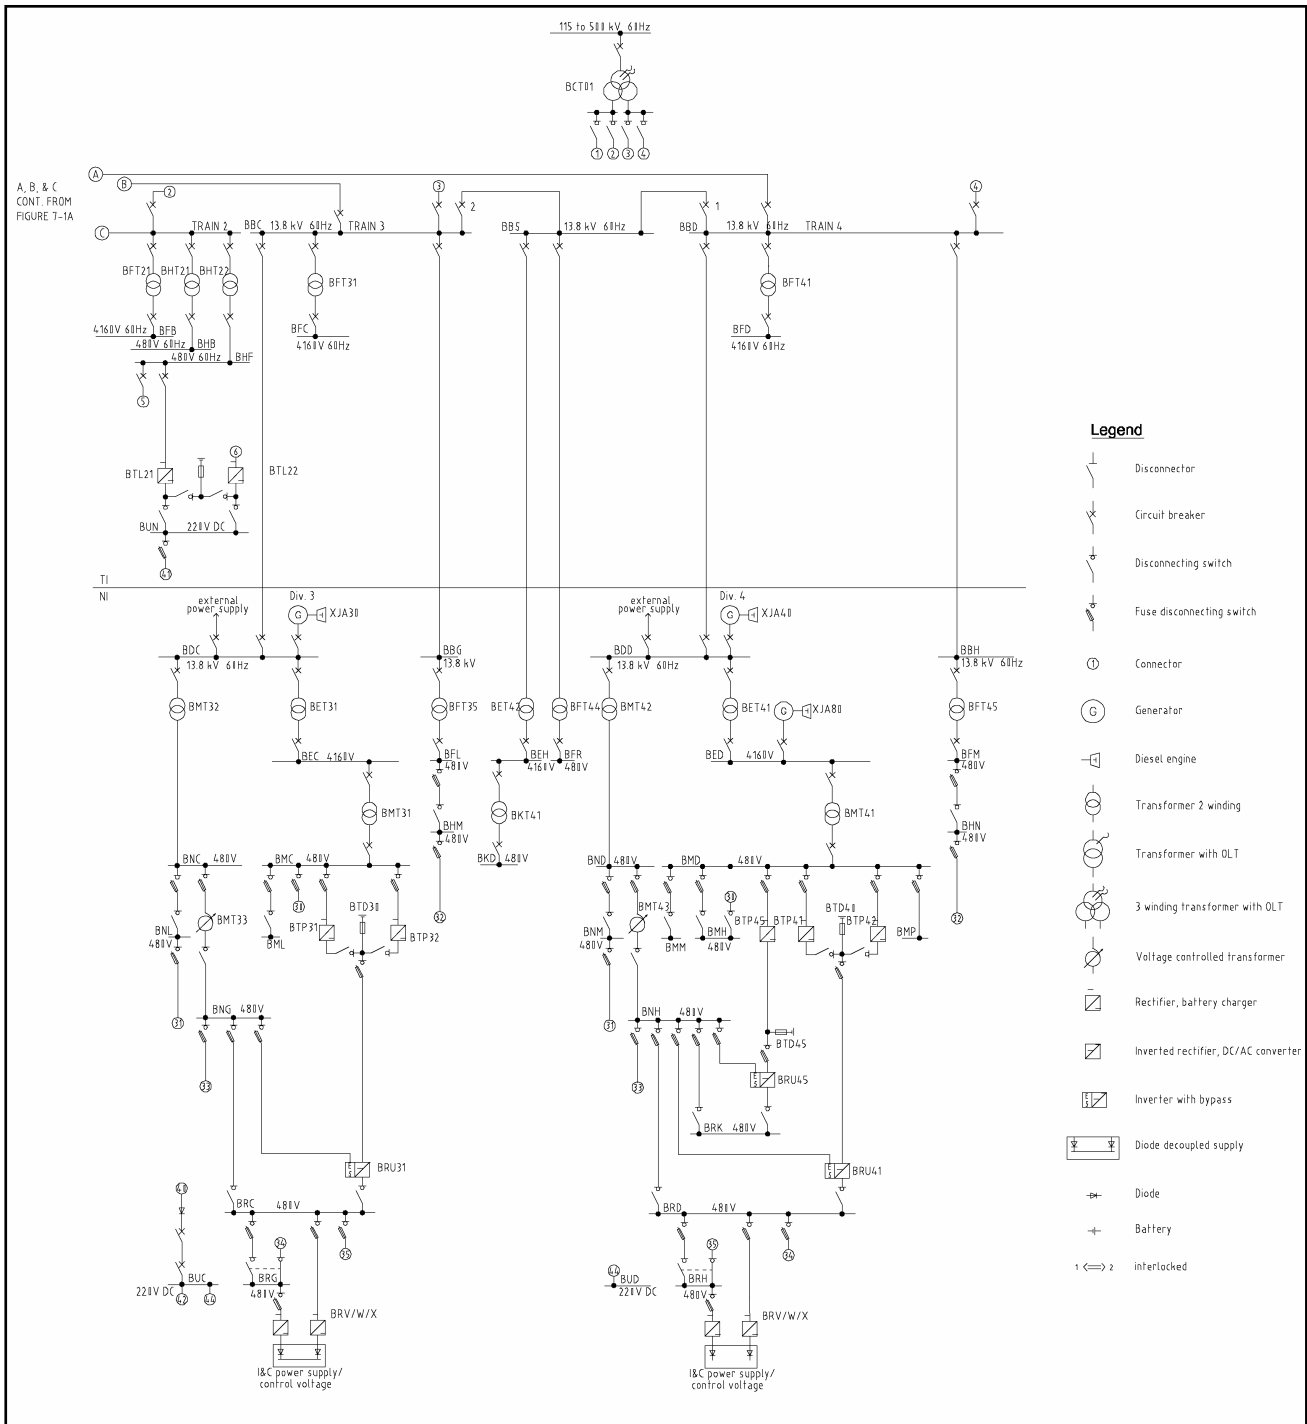 115 to 500 kV 60Hz
BCT01
1 2 3 4
A
B
A, B, & C
CONT. FROM
FIGURE 7-1A
2
3
4
2
1
C
TRAIN 2
BBC 13.8 kV 60Hz TRAIN 3
BBS 13.8 kV 60Hz
BBD 13.8 kV 60Hz TRAIN 4
BFT21 BHT21 BHT22
BFT31
BFT41
4160V 60Hz BFB
480V 60Hz BHB
480V 60Hz BHF
BFC
4160V 60Hz
BFD
4160V 60Hz
5
6
BTL21
BTL22
BUN 220V DC
41
TI
NI
external
power supply
Div. 3
G XJA30
external
power supply
Div. 4
G XJA40
BDC
13.8 kV 60Hz
BBG
13.8 kV
BDD
13.8 kV 60Hz
BBH
13.8 kV 60Hz
BMT32
BET31
BFT35
BET42
BFT44
BMT42
BET41
G XJA80
BFT45
BEC 4160V
BFL
480V
BEH
4160V
BFR
480V
BED 4160V
BFM
480V
BMT31
BHM
480V
BKT41
BMT41
BHN
480V
BNC 480V
BMC 480V
BKD 480V
BND 480V
BMD 480V
30
32
30
32
BNL
480V
BMT33
BML
BTP31
BTD30
BTP32
BNM
480V
BMT43
BMM
BMH
480V
BTP45
BTP41
BTD40
BTP42
BMP
31
BNG 480V
33
31
BNH 480V
33
BTD45
BRU45
BRK 480V
BRU31
BRU41
40
BRC 480V
BRD 480V
34
35
35
34
BUC
220V DC
42
44
BRG
480V
44
BUD
220V DC
BRH
480V
BRV/W/X
BRV/W/X
I&C power supply/
control voltage
I&C power supply/
control voltage
Legend
Disconnector
Circuit breaker
Disconnecting switch
Fuse disconnecting switch
1 Connector
G Generator
Diesel engine
Transformer 2 winding
Transformer with OLT
3 winding transformer with OLT
Voltage controlled transformer
Rectifier, battery charger
Inverted rectifier, DC/AC converter
Inverter with bypass
Diode decoupled supply
Diode
Battery
1 <==> 2 interlocked